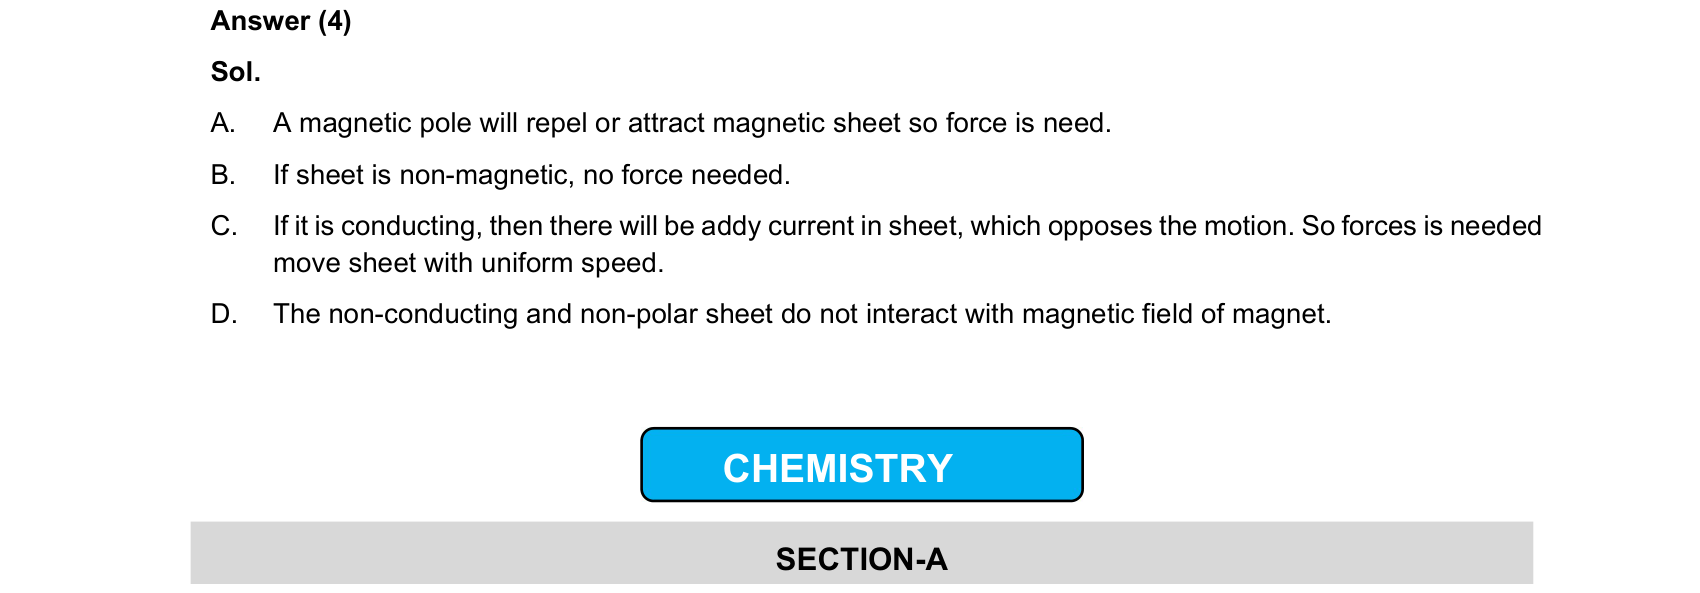 Answer (4)
Sol.
A. A magnetic pole will repel or attract magnetic sheet so force is need.
B. If sheet is non-magnetic, no force needed.
C. If it is conducting, then there will be addy current in sheet, which opposes the motion. So forces is needed
move sheet with uniform speed.
D. The non-conducting and non-polar sheet do not interact with magnetic field of magnet.
CHEMISTRY
SECTION-A